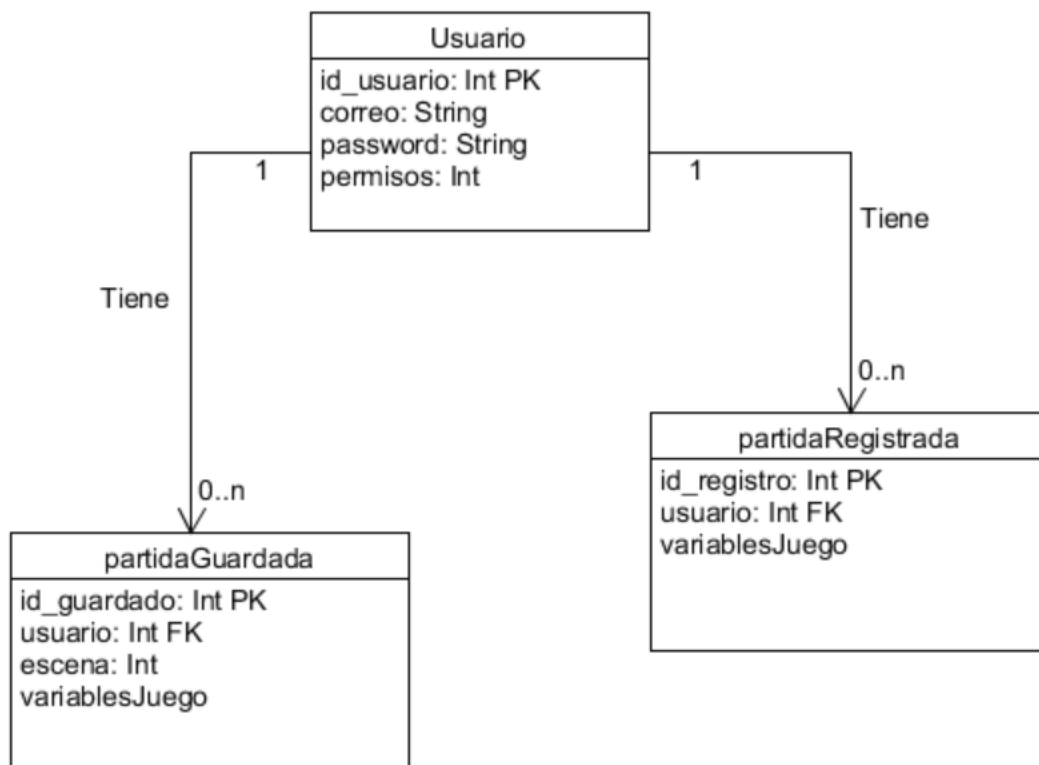 Usuario
id_usuario: Int PK
correo: String
password: String
permisos: Int
1
1
Tiene
Tiene
0..n
0..n
partidaRegistrada
id_registro: Int PK
usuario: Int FK
variablesJuego
partidaGuardada
id_guardado: Int PK
usuario: Int FK
escena: Int
variablesJuego